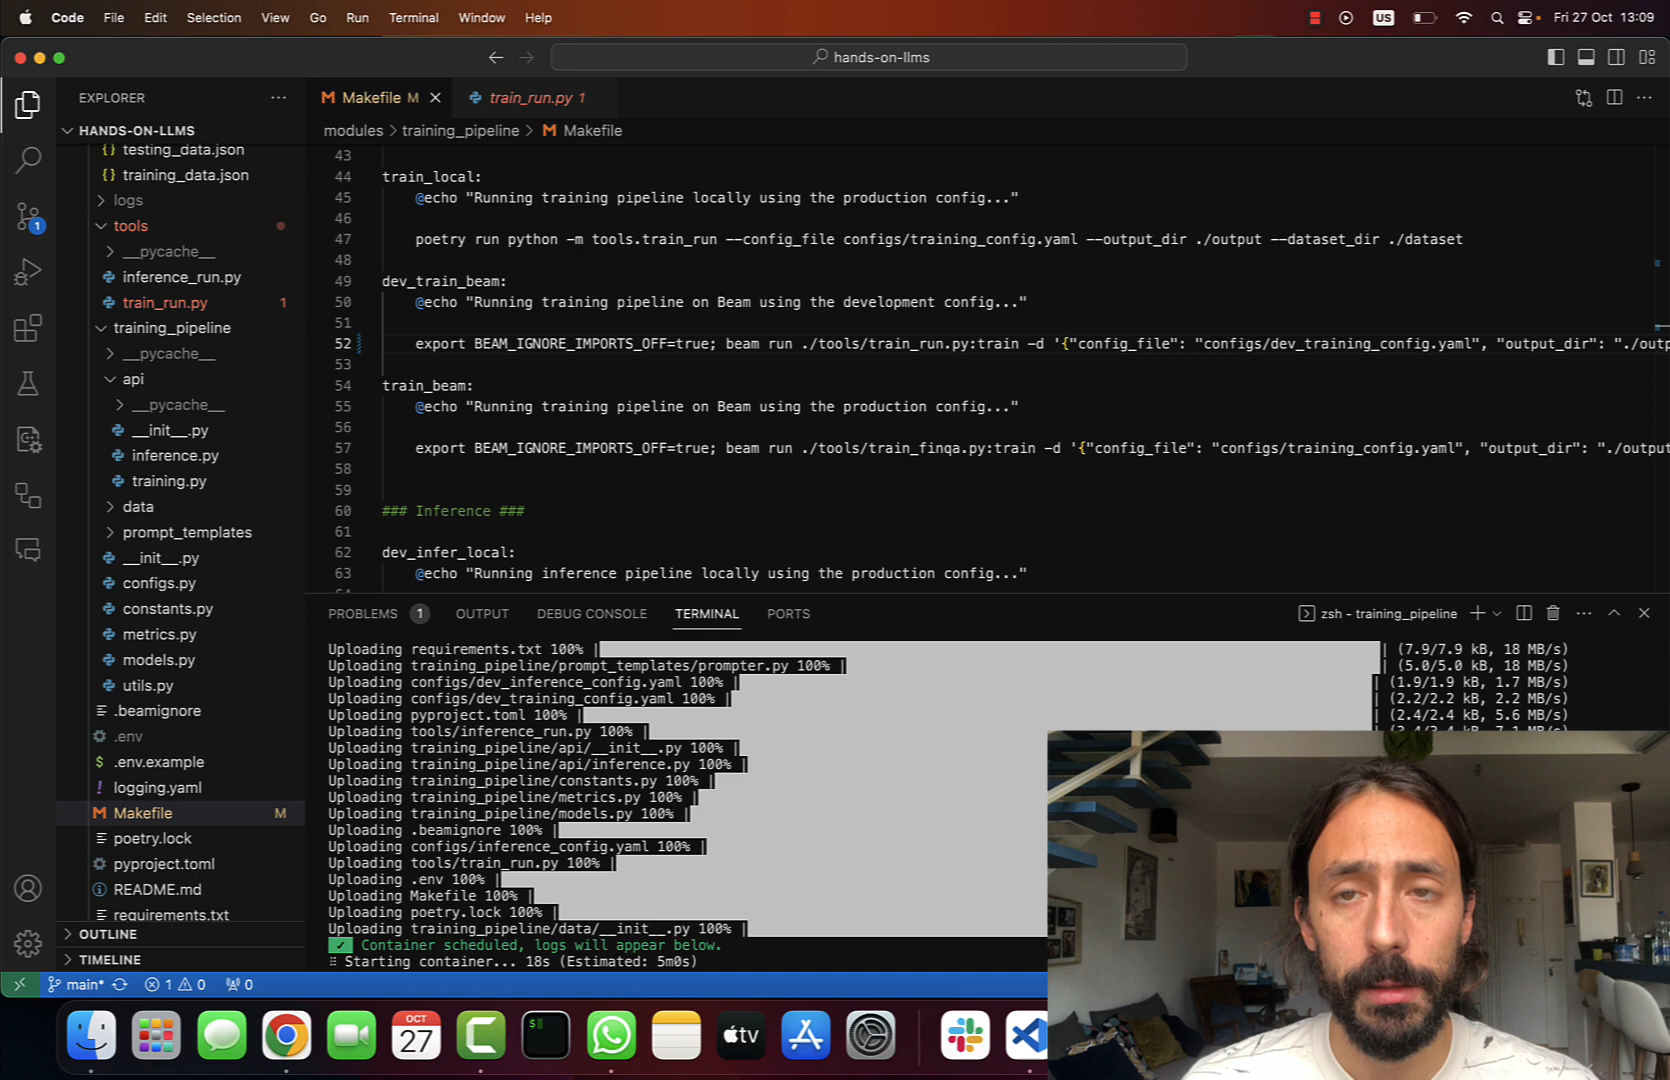 Code File Edit Selection View Go Run Terminal Window Help US Fri 27 Oct 13:09
hands-on-llms
EXPLORER ···
HANDS-ON-LLMS
{} testing_data.json
{} training_data.json
logs
tools
__pycache__
inference_run.py
train_run.py 1
training_pipeline
__pycache__
api
__pycache__
__init__.py
inference.py
training.py
data
prompt_templates
__init__.py
configs.py
constants.py
metrics.py
models.py
utils.py
.beamignore
.env
$ .env.example
! logging.yaml
M Makefile M
poetry.lock
pyproject.toml
README.md
requirements.txt
OUTLINE
TIMELINE
1
M Makefile M train_run.py 1
modules > training_pipeline > M Makefile
43
44 train_local:
45 @echo "Running training pipeline locally using the production config..."
46
47 poetry run python -m tools.train_run --config_file configs/training_config.yaml --output_dir ./output --dataset_dir ./dataset
48
49 dev_train_beam:
50 @echo "Running training pipeline on Beam using the development config..."
51
52 export BEAM_IGNORE_IMPORTS_OFF=true; beam run ./tools/train_run.py:train -d '{"config_file": "configs/dev_training_config.yaml", "output_dir": "./outp
53
54 train_beam:
55 @echo "Running training pipeline on Beam using the production config..."
56
57 export BEAM_IGNORE_IMPORTS_OFF=true; beam run ./tools/train_finqa.py:train -d '{"config_file": "configs/training_config.yaml", "output_dir": "./output
58
59
60 ### Inference ###
61
62 dev_infer_local:
63 @echo "Running inference pipeline locally using the production config..."
PROBLEMS 1 OUTPUT DEBUG CONSOLE TERMINAL PORTS zsh - training_pipeline
Uploading requirements.txt 100% | | (7.9/7.9 kB, 18 MB/s)
Uploading training_pipeline/prompt_templates/prompter.py 100% | | (5.0/5.0 kB, 18 MB/s)
Uploading configs/dev_inference_config.yaml 100% | | (1.9/1.9 kB, 1.7 MB/s)
Uploading configs/dev_training_config.yaml 100% | | (2.2/2.2 kB, 2.2 MB/s)
Uploading pyproject.toml 100% | | (2.4/2.4 kB, 5.6 MB/s)
Uploading tools/inference_run.py 100% |
Uploading training_pipeline/api/__init__.py 100% |
Uploading training_pipeline/api/inference.py 100% |
Uploading training_pipeline/constants.py 100% |
Uploading training_pipeline/metrics.py 100% |
Uploading training_pipeline/models.py 100% |
Uploading .beamignore 100% |
Uploading configs/inference_config.yaml 100% |
Uploading tools/train_run.py 100% |
Uploading .env 100% |
Uploading Makefile 100% |
Uploading poetry.lock 100% |
Uploading training_pipeline/data/__init__.py 100% |
✓ Container scheduled, logs will appear below.
Starting container... 18s (Estimated: 5m0s)
main* 1 0 0
OCT
27
$
tv